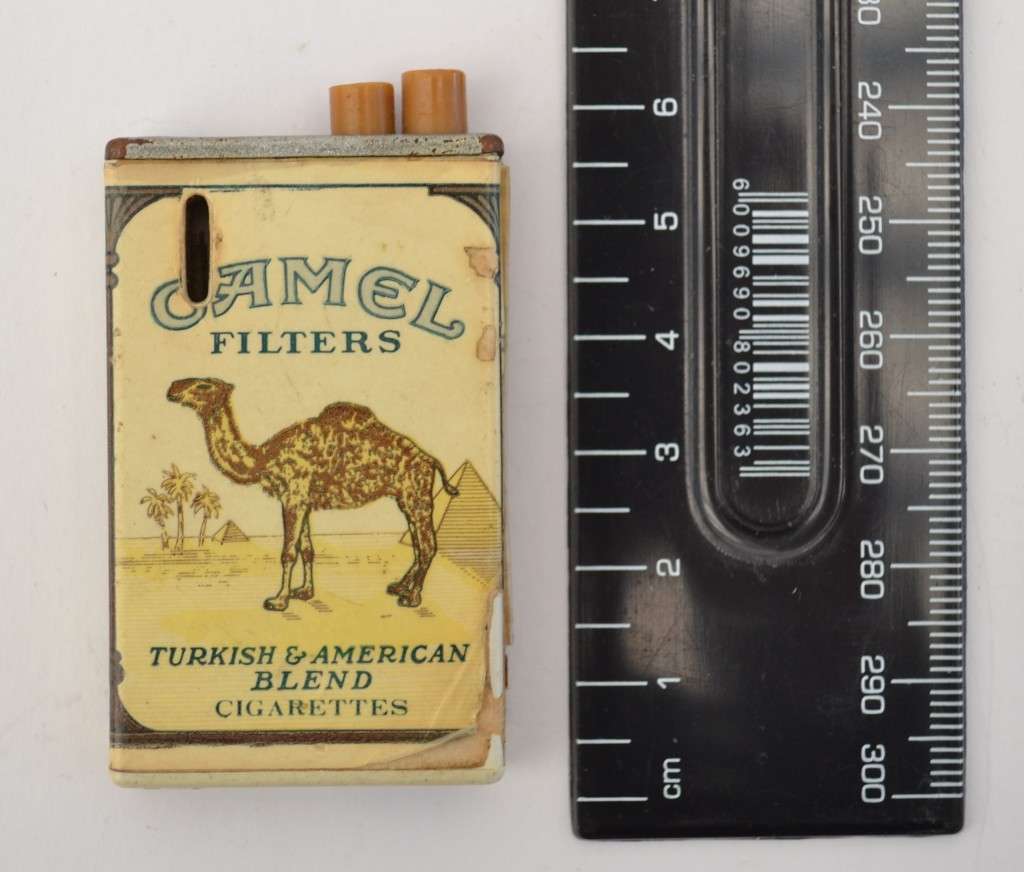 CAMEL
FILTERS
TURKISH & AMERICAN
BLEND
CIGARETTES
6
5
4
3
2
1
cm
6009690802363
240
250
260
270
280
290
300